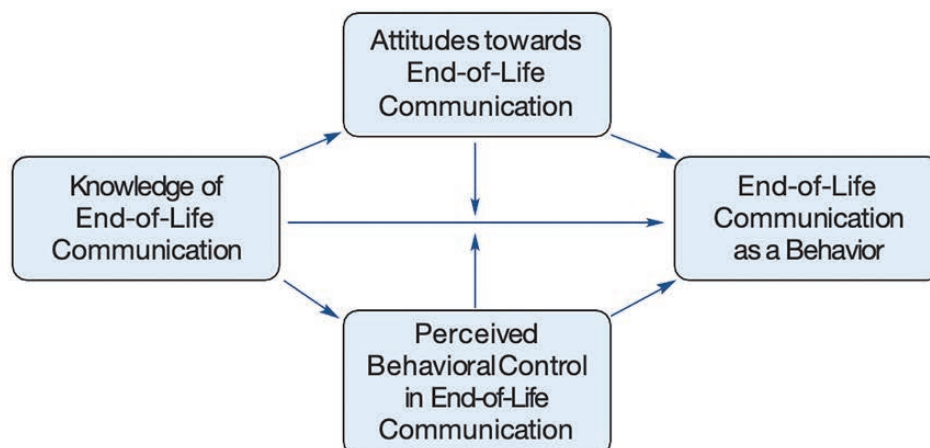 Attitudes towards
End-of-Life
Communication
Knowledge of
End-of-Life
Communication
End-of-Life
Communication
as a Behavior
Perceived
Behavioral Control
in End-of-Life
Communication